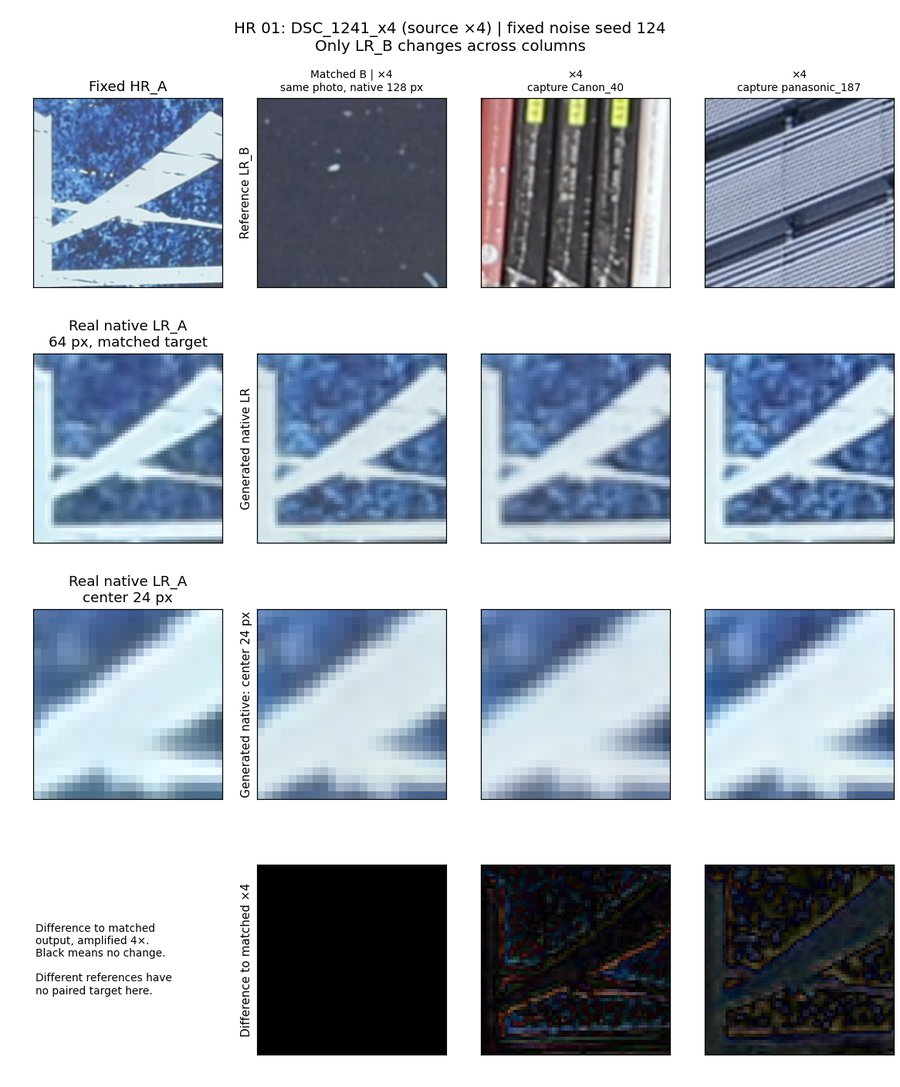 HR 01: DSC_1241_x4 (source ×4) | fixed noise seed 124
Only LR_B changes across columns
Fixed HR_A
Matched B | ×4
same photo, native 128 px
×4
capture Canon_40
×4
capture panasonic_187
Reference LR_B
Real native LR_A
64 px, matched target
Generated native LR
Real native LR_A
center 24 px
Generated native: center 24 px
Difference to matched
output, amplified 4×.
Black means no change.
Different references have
no paired target here.
Difference to matched ×4